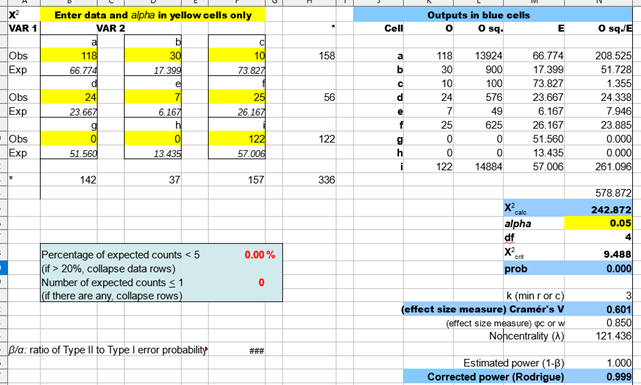 A B C D E F G H I J K L M N
X² Enter data and alpha in yellow cells only Outputs in blue cells
VAR 1 VAR 2 * Cell O O sq. E O sq./E
a b c
Obs 118 30 10 158 a 118 13924 66.774 208.525
Exp 66.774 17.399 73.827 b 30 900 17.399 51.728
d e f c 10 100 73.827 1.355
Obs 24 7 25 56 d 24 576 23.667 24.338
Exp 23.667 6.167 26.167 e 7 49 6.167 7.946
g h i f 25 625 26.167 23.885
Obs 0 0 122 122 g 0 0 51.560 0.000
Exp 51.560 13.435 57.006 h 0 0 13.435 0.000
i 122 14884 57.006 261.096
* 142 37 157 336
578.872
X²calc 242.872
alpha 0.05
df 4
Percentage of expected counts < 5 0.00 % X²crit 9.488
(if > 20%, collapse data rows) prob 0.000
Number of expected counts ≤ 1 0
(if there are any, collapse rows) k (min r or c) 3
(effect size measure) Cramér's V 0.601
(effect size measure) φc or w 0.850
Noncentrality (λ) 121.436
β/α: ratio of Type II to Type I error probability ###
Estimated power (1-β) 1.000
Corrected power (Rodrigue) 0.999